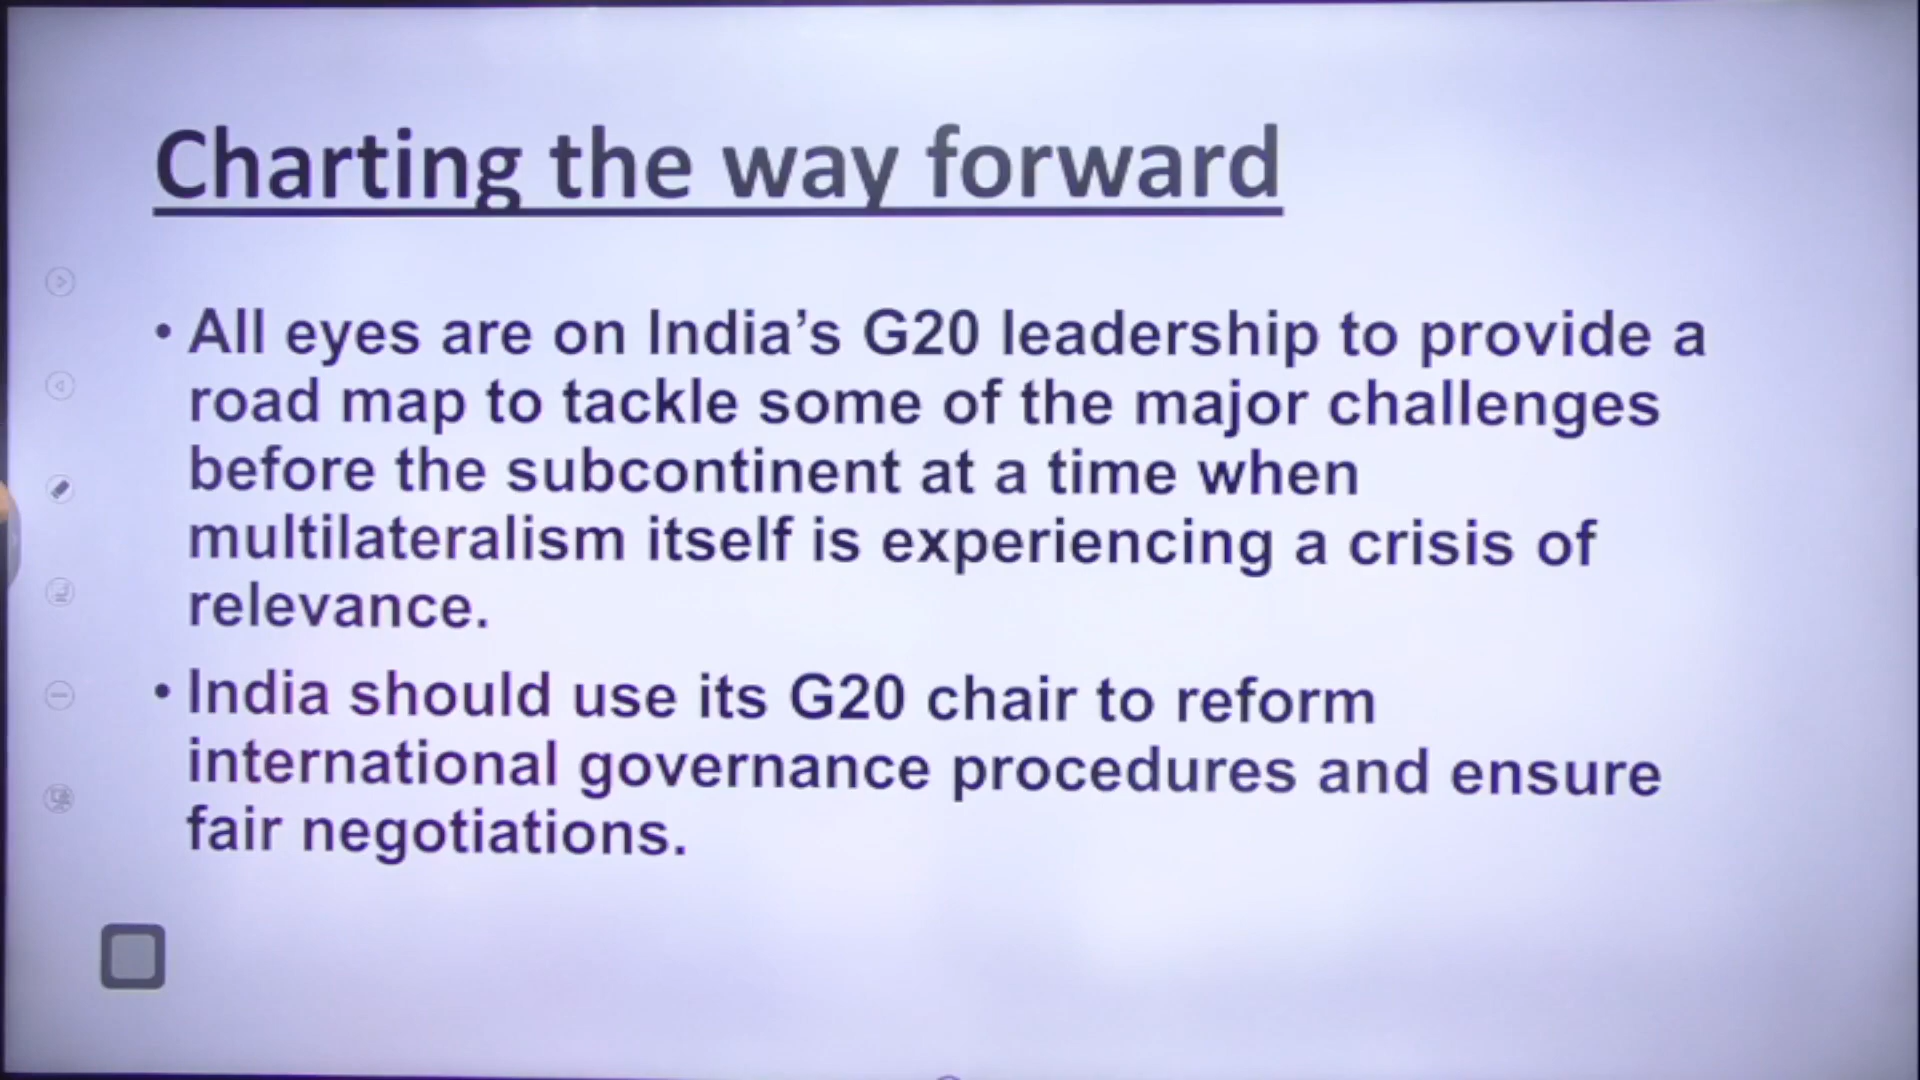 Charting the way forward
• All eyes are on India’s G20 leadership to provide a
road map to tackle some of the major challenges
before the subcontinent at a time when
multilateralism itself is experiencing a crisis of
relevance.
• India should use its G20 chair to reform
international governance procedures and ensure
fair negotiations.